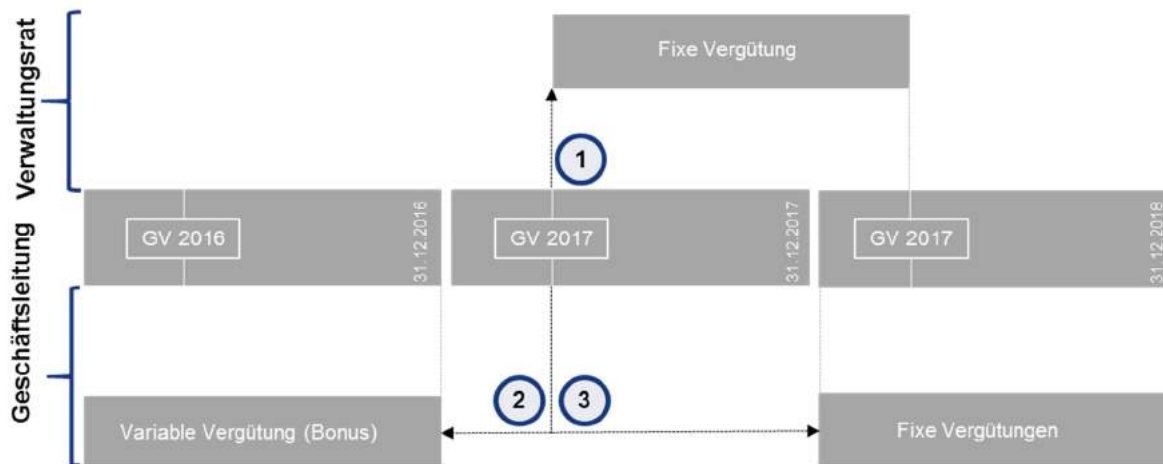 Verwaltungsrat
Fixe Vergütung
1
GV 2016
31.12.2016
GV 2017
31.12.2017
GV 2017
31.12.2018
Geschäftsleitung
2
3
Variable Vergütung (Bonus)
Fixe Vergütungen